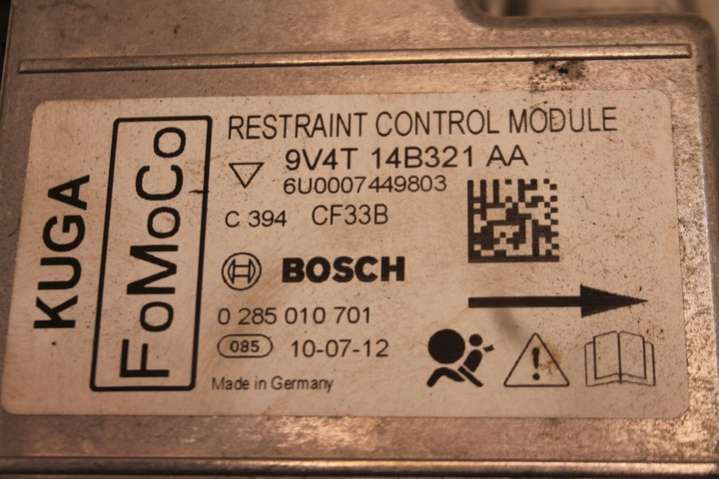 KUGA
FoMoCo
RESTRAINT CONTROL MODULE
9V4T 14B321 AA
6U0007449803
C 394 CF33B
BOSCH
0 285 010 701
085 10-07-12
Made in Germany